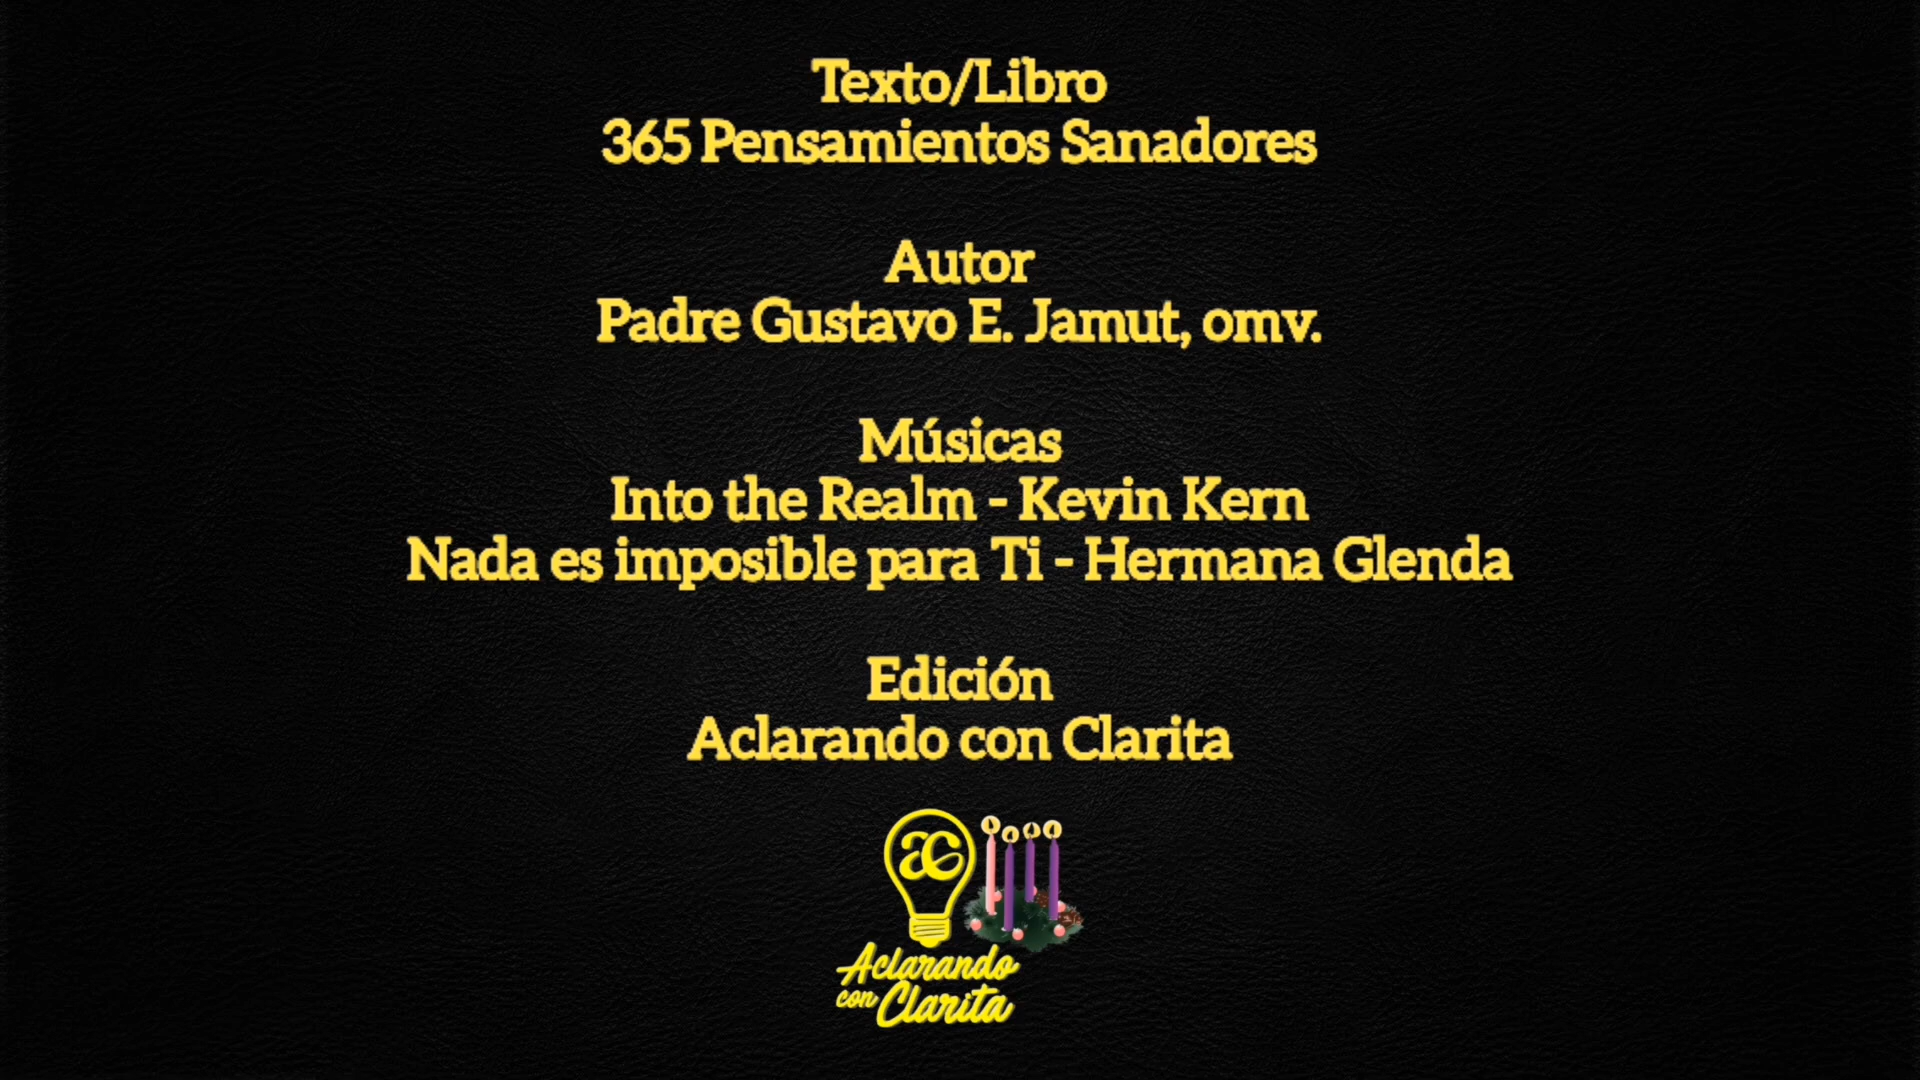 Texto/Libro
365 Pensamientos Sanadores
Autor
Padre Gustavo E. Jamut, omv.
Músicas
Into the Realm - Kevin Kern
Nada es imposible para Ti - Hermana Glenda
Edición
Aclarando con Clarita
ac
Aclarando
con Clarita